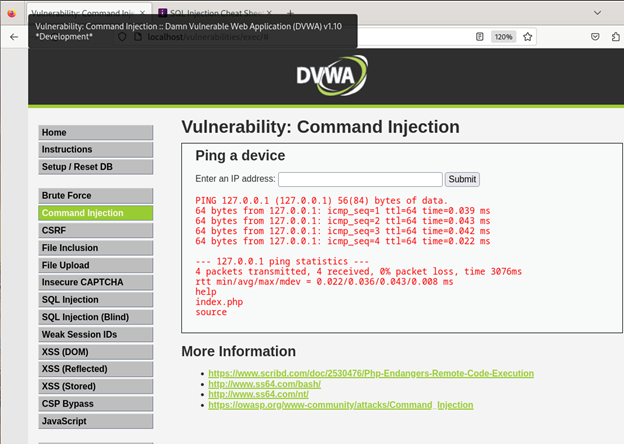 Vulnerability: Command Inj
SQL Injection Cheat She
Vulnerability: Command Injection :: Damn Vulnerable Web Application (DVWA) v1.10
*Development*
localhost/vulnerabilities/exec/#
120%
DVWA
Home
Instructions
Setup / Reset DB
Brute Force
Command Injection
CSRF
File Inclusion
File Upload
Insecure CAPTCHA
SQL Injection
SQL Injection (Blind)
Weak Session IDs
XSS (DOM)
XSS (Reflected)
XSS (Stored)
CSP Bypass
JavaScript
Vulnerability: Command Injection
Ping a device
Enter an IP address:
Submit
PING 127.0.0.1 (127.0.0.1) 56(84) bytes of data.
64 bytes from 127.0.0.1: icmp_seq=1 ttl=64 time=0.039 ms
64 bytes from 127.0.0.1: icmp_seq=2 ttl=64 time=0.043 ms
64 bytes from 127.0.0.1: icmp_seq=3 ttl=64 time=0.042 ms
64 bytes from 127.0.0.1: icmp_seq=4 ttl=64 time=0.022 ms
--- 127.0.0.1 ping statistics ---
4 packets transmitted, 4 received, 0% packet loss, time 3076ms
rtt min/avg/max/mdev = 0.022/0.036/0.043/0.008 ms
help
index.php
source
More Information
https://www.scribd.com/doc/2530476/Php-Endangers-Remote-Code-Execution
http://www.ss64.com/bash/
http://www.ss64.com/nt/
https://owasp.org/www-community/attacks/Command_Injection